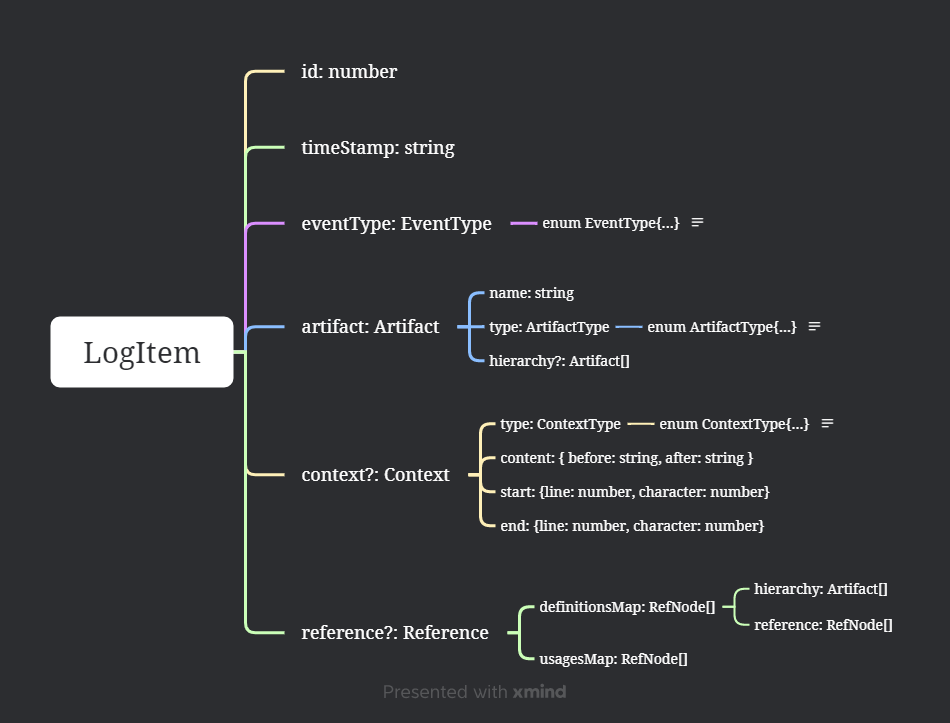 LogItem
id: number
timeStamp: string
eventType: EventType
enum EventType{...}
artifact: Artifact
name: string
type: ArtifactType
enum ArtifactType{...}
hierarchy?: Artifact[]
context?: Context
type: ContextType
enum ContextType{...}
content: { before: string, after: string }
start: {line: number, character: number}
end: {line: number, character: number}
reference?: Reference
definitionsMap: RefNode[]
hierarchy: Artifact[]
reference: RefNode[]
usagesMap: RefNode[]
Presented with xmind